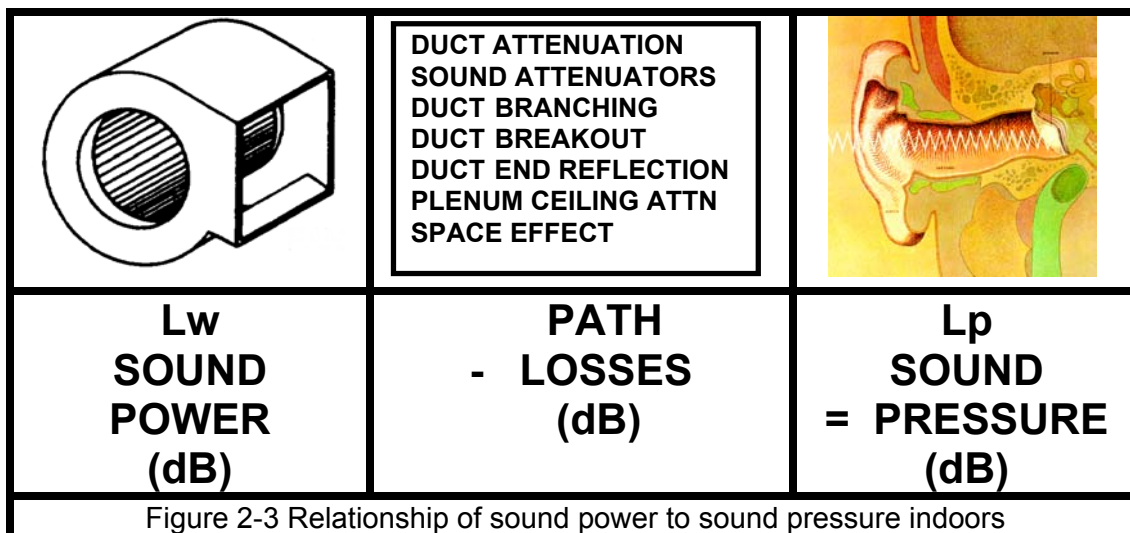 DUCT ATTENUATION
SOUND ATTENUATORS
DUCT BRANCHING
DUCT BREAKOUT
DUCT END REFLECTION
PLENUM CEILING ATTN
SPACE EFFECT
Lw
SOUND
POWER
(dB)
PATH
- LOSSES
(dB)
Lp
SOUND
= PRESSURE
(dB)
Figure 2-3 Relationship of sound power to sound pressure indoors